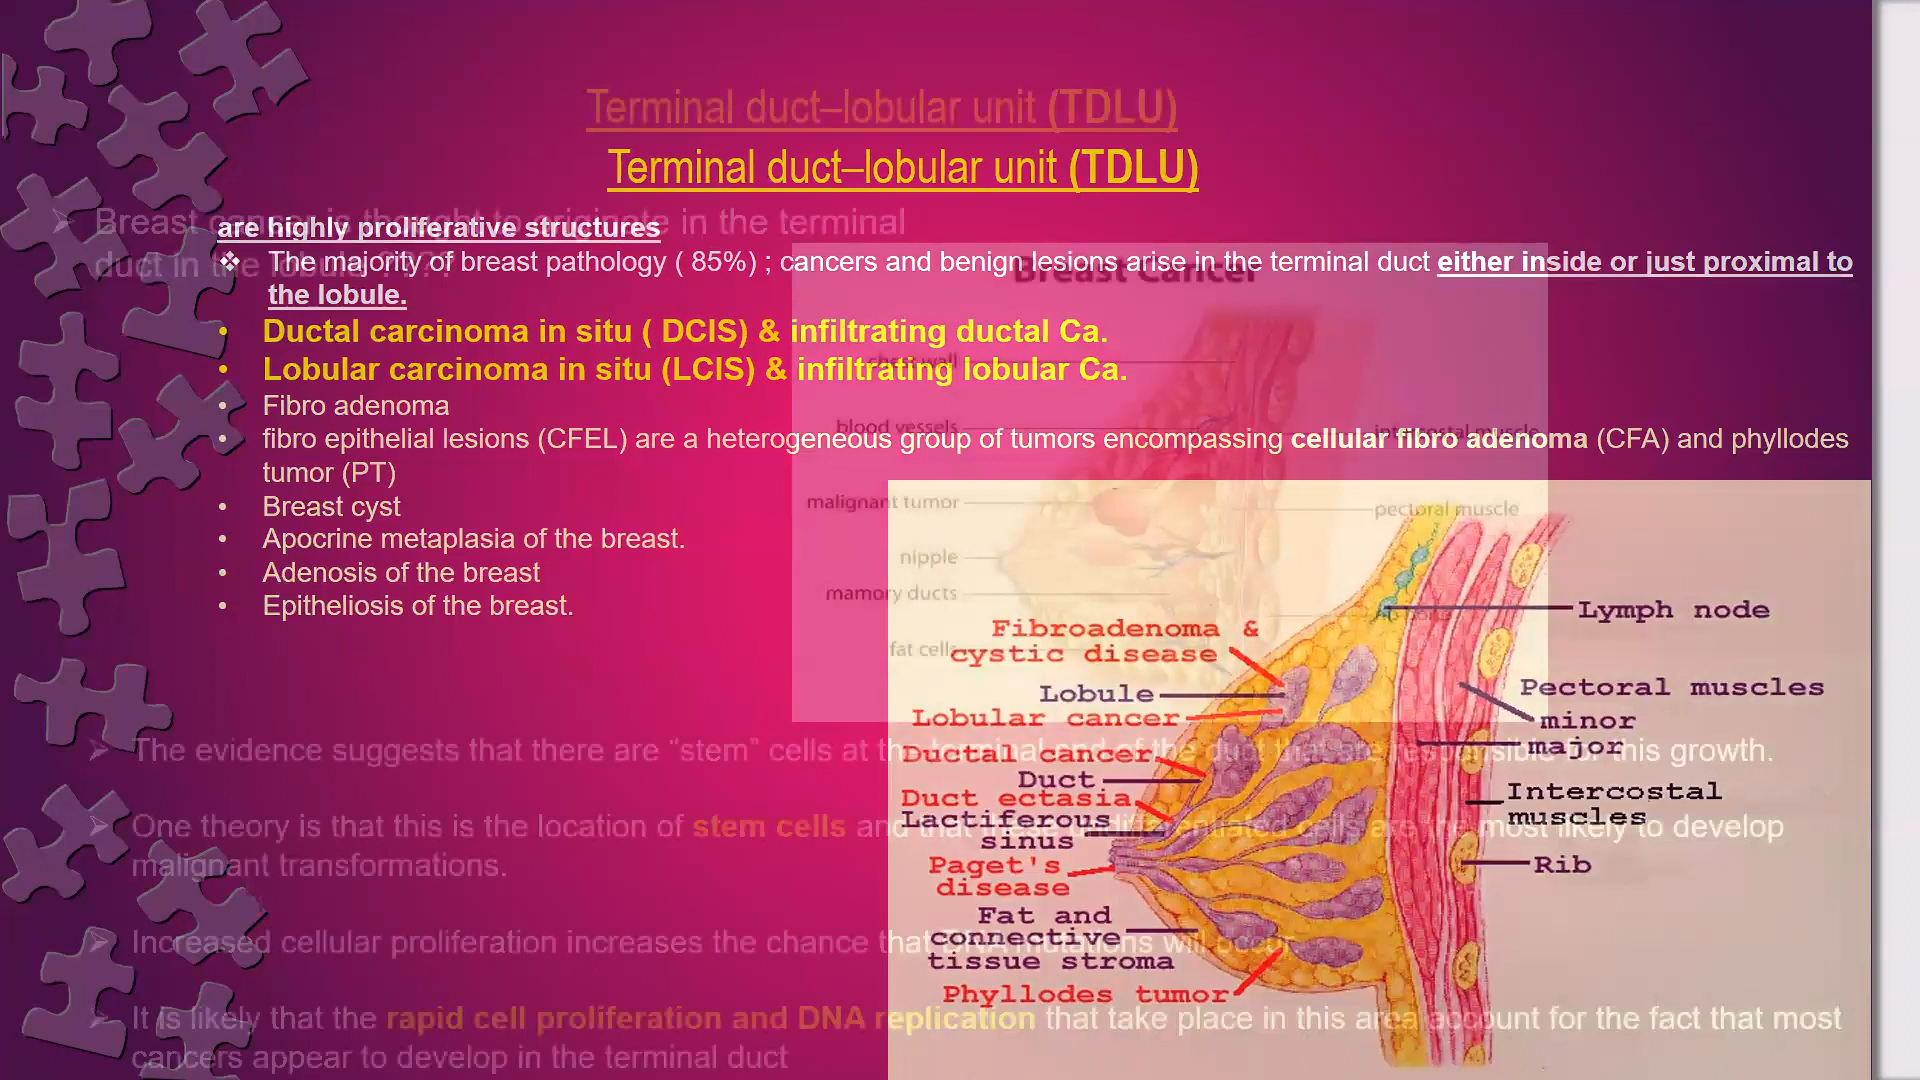 Terminal duct–lobular unit (TDLU)
Terminal duct–lobular unit (TDLU)
Breast cancer is thought to originate in the terminal
duct in the lobule ????
are highly proliferative structures
❖ The majority of breast pathology ( 85%) ; cancers and benign lesions arise in the terminal duct either inside or just proximal to
the lobule.
• Ductal carcinoma in situ ( DCIS) & infiltrating ductal Ca.
• Lobular carcinoma in situ (LCIS) & infiltrating lobular Ca.
• Fibro adenoma
• fibro epithelial lesions (CFEL) are a heterogeneous group of tumors encompassing cellular fibro adenoma (CFA) and phyllodes
tumor (PT)
• Breast cyst
• Apocrine metaplasia of the breast.
• Adenosis of the breast
• Epitheliosis of the breast.
Breast Cancer
chest wall
blood vessels
intercostal muscle
malignant tumor
pectoral muscle
nipple
mamory ducts
fat cells
Fibroadenoma &
cystic disease
Lobule
Lobular cancer
Ductal cancer
Duct
Duct ectasia
Lactiferous
sinus
Paget's
disease
Fat and
connective
tissue stroma
Phyllodes tumor
Lymph node
Pectoral muscles
minor
major
Intercostal
muscles
Rib
The evidence suggests that there are “stem” cells at the terminal end of the duct that are responsible for this growth.
One theory is that this is the location of stem cells and that these undifferentiated cells are the most likely to develop
malignant transformations.
Increased cellular proliferation increases the chance that DNA mutations will occur
It is likely that the rapid cell proliferation and DNA replication that take place in this area account for the fact that most
cancers appear to develop in the terminal duct